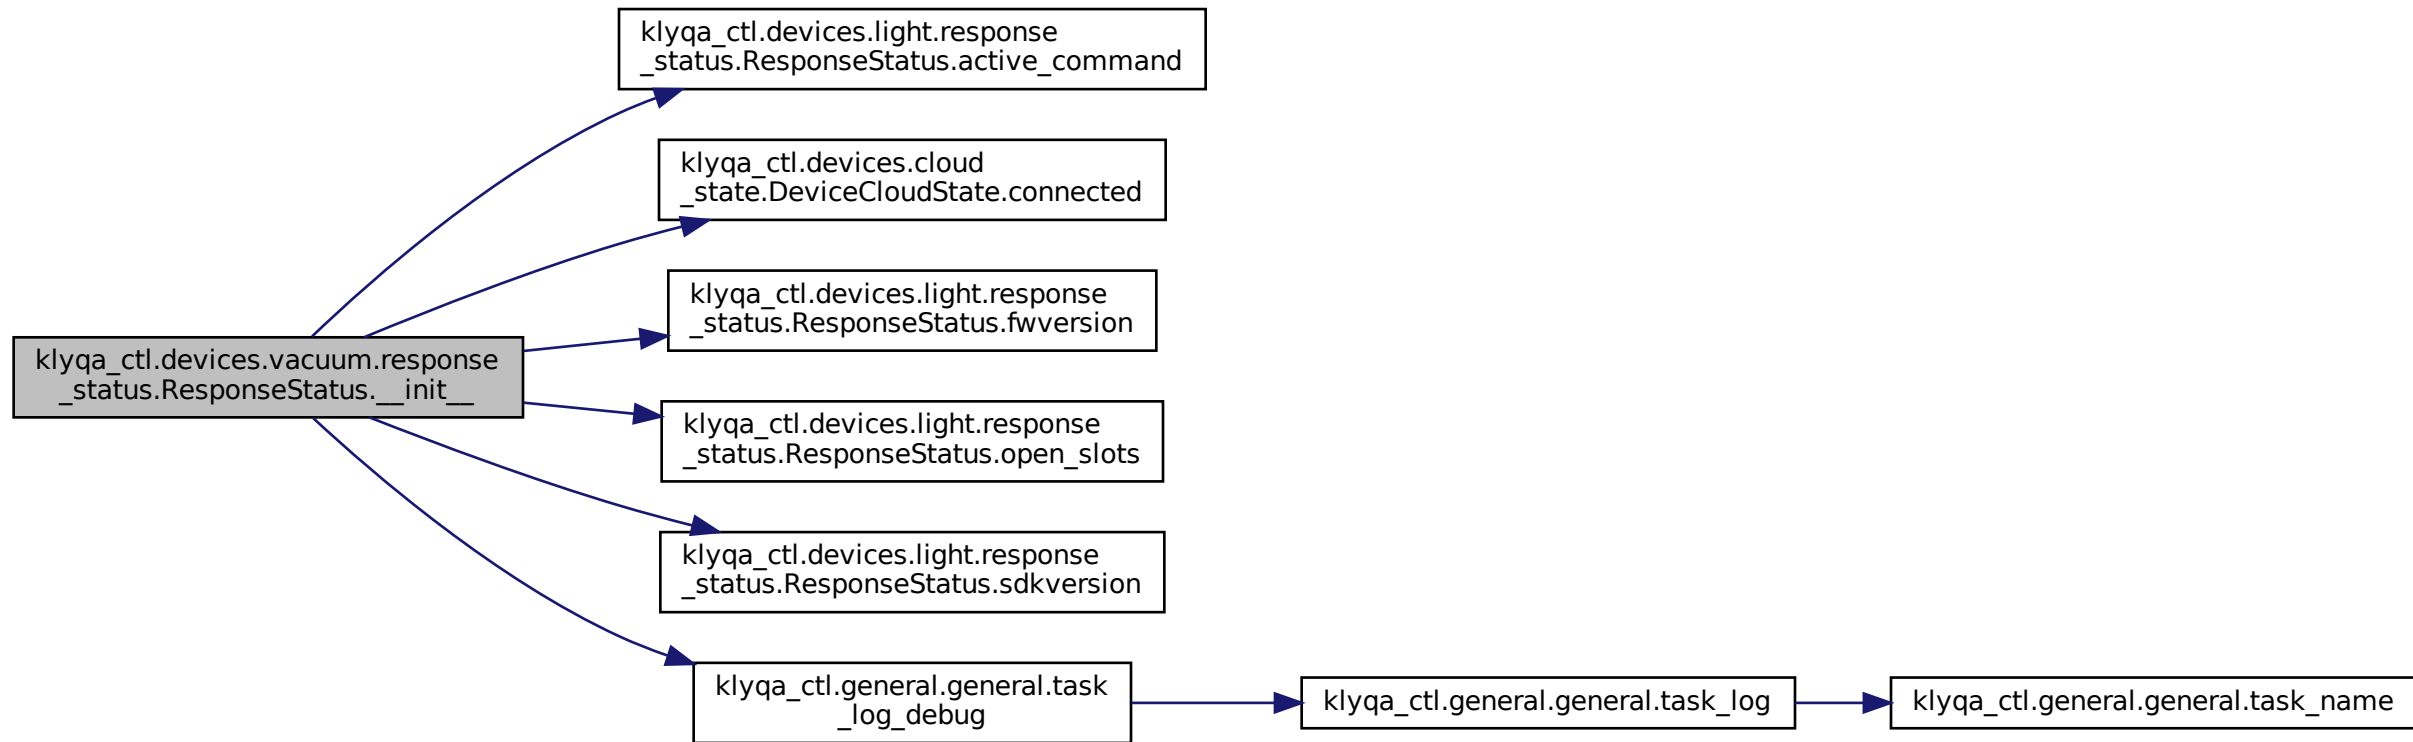 klyqa_ctl.devices.light.response
_status.ResponseStatus.active_command
klyqa_ctl.devices.cloud
_state.DeviceCloudState.connected
klyqa_ctl.devices.light.response
_status.ResponseStatus.fwversion
klyqa_ctl.devices.vacuum.response
_status.ResponseStatus.__init__
klyqa_ctl.devices.light.response
_status.ResponseStatus.open_slots
klyqa_ctl.devices.light.response
_status.ResponseStatus.sdkversion
klyqa_ctl.general.general.task
_log_debug
klyqa_ctl.general.general.task_log
klyqa_ctl.general.general.task_name